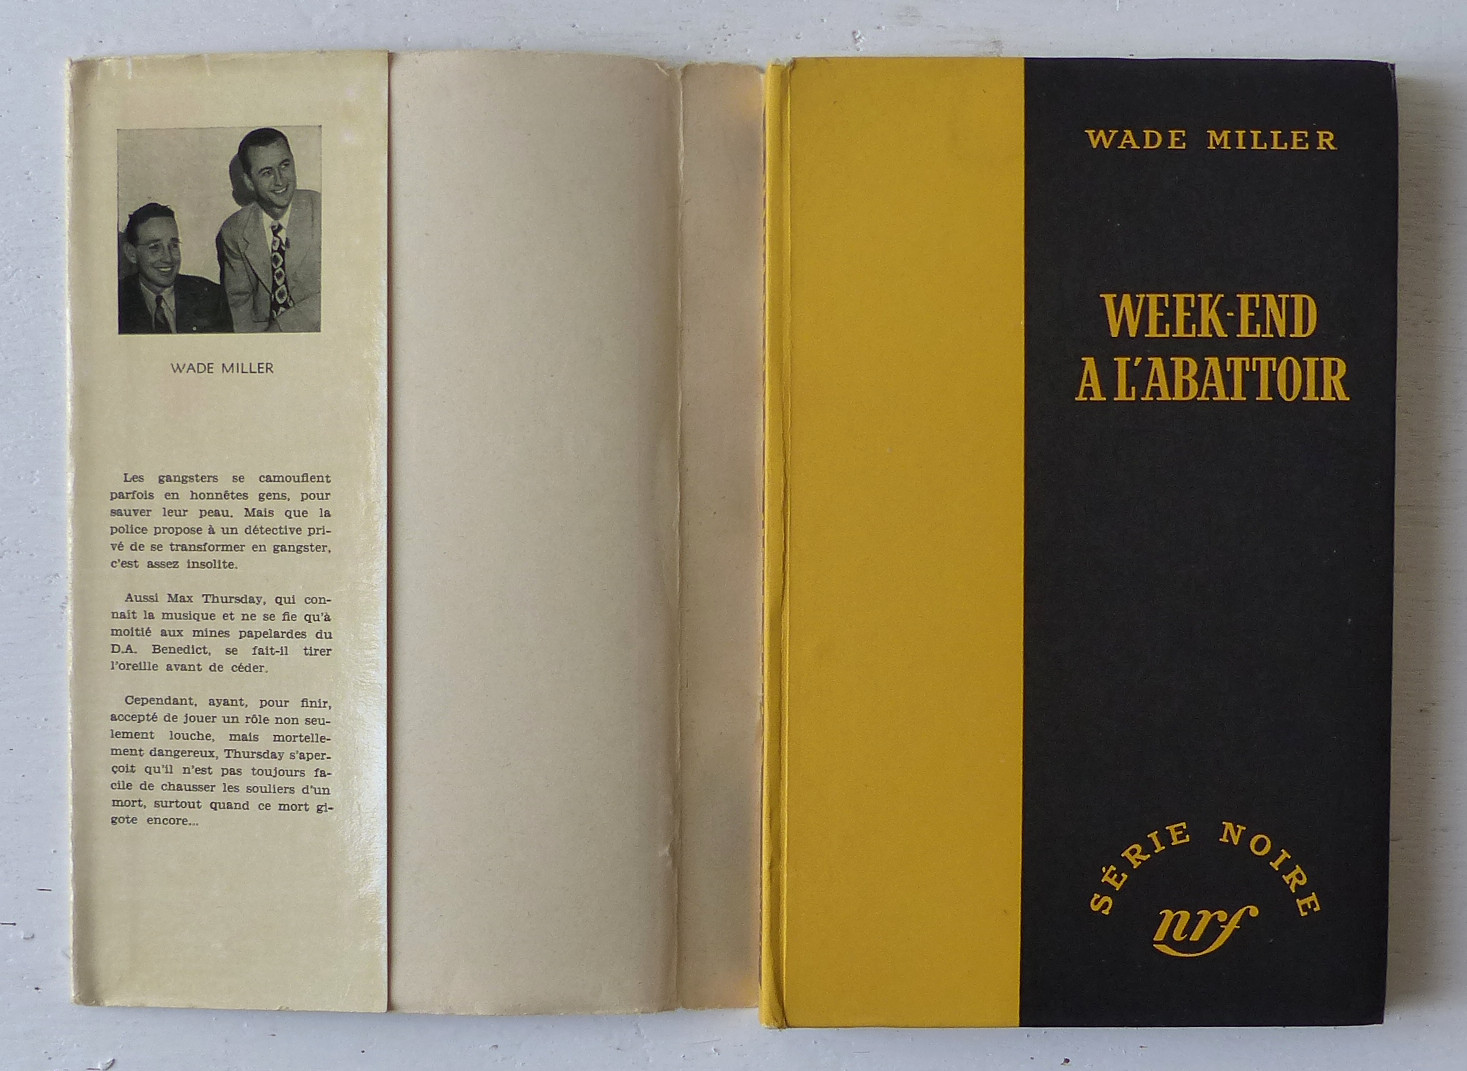 WADE MILLER
Les gangsters se camouflent
parfois en honnêtes gens, pour
sauver leur peau. Mais que la
police propose à un détective pri-
vé de se transformer en gangster,
c'est assez insolite.
Aussi Max Thursday, qui con-
naît la musique et ne se fie qu'à
moitié aux mines papelardes du
D.A. Benedict, se fait-il tirer
l'oreille avant de céder.
Cependant, ayant, pour finir,
accepté de jouer un rôle non seu-
lement louche, mais mortelle-
ment dangereux, Thursday s'aper-
çoit qu'il n'est pas toujours fa-
cile de chausser les souliers d'un
mort, surtout quand ce mort gi-
gote encore...
WADE MILLER
WEEK-END
A L'ABATTOIR
SÉRIE NOIRE
nrf